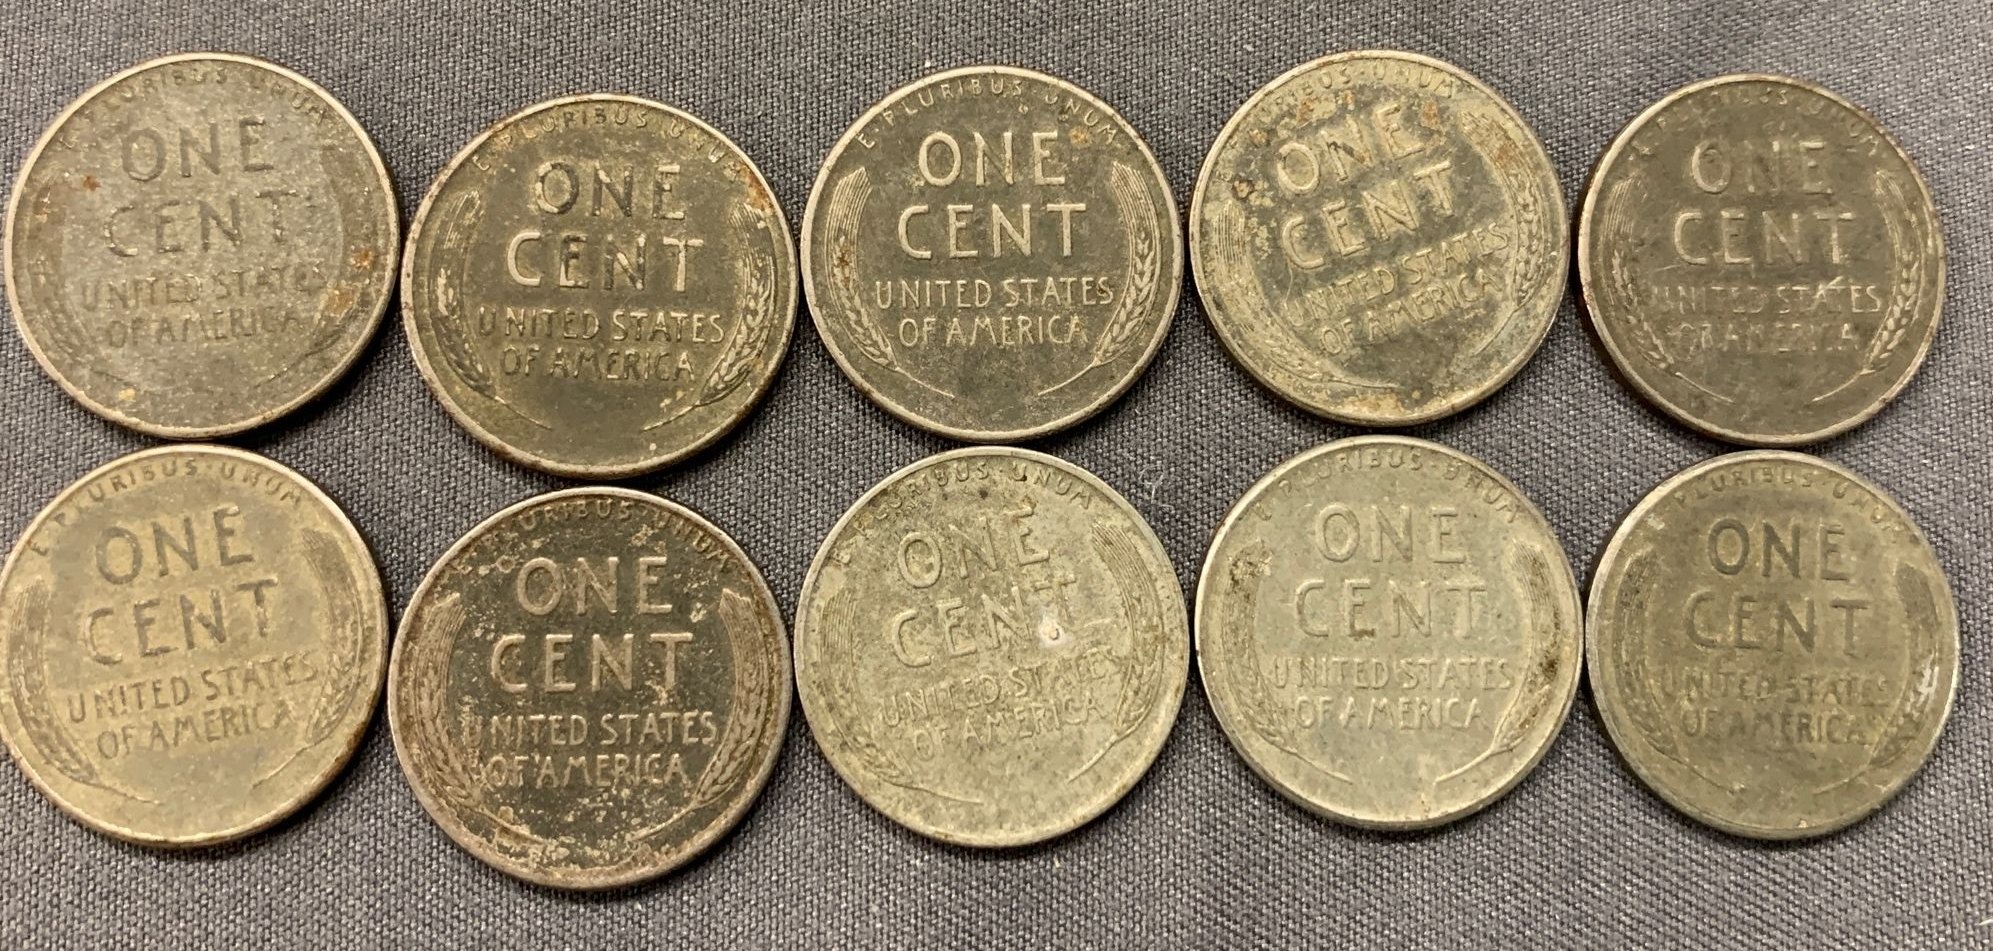 E·PLURIBUS·UNUM
ONE
CENT
UNITED STATES
OF AMERICA
E·PLURIBUS·UNUM
ONE
CENT
UNITED STATES
OF AMERICA
E·PLURIBUS·UNUM
ONE
CENT
UNITED STATES
OF AMERICA
E·PLURIBUS·UNUM
ONE
CENT
UNITED STATES
OF AMERICA
E·PLURIBUS·UNUM
ONE
CENT
UNITED STATES
OF AMERICA
E·PLURIBUS·UNUM
ONE
CENT
UNITED STATES
OF AMERICA
E·PLURIBUS·UNUM
ONE
CENT
UNITED STATES
OF AMERICA
E·PLURIBUS·UNUM
ONE
CENT
UNITED STATES
OF AMERICA
E·PLURIBUS·UNUM
ONE
CENT
UNITED STATES
OF AMERICA
E·PLURIBUS·UNUM
ONE
CENT
UNITED STATES
OF AMERICA